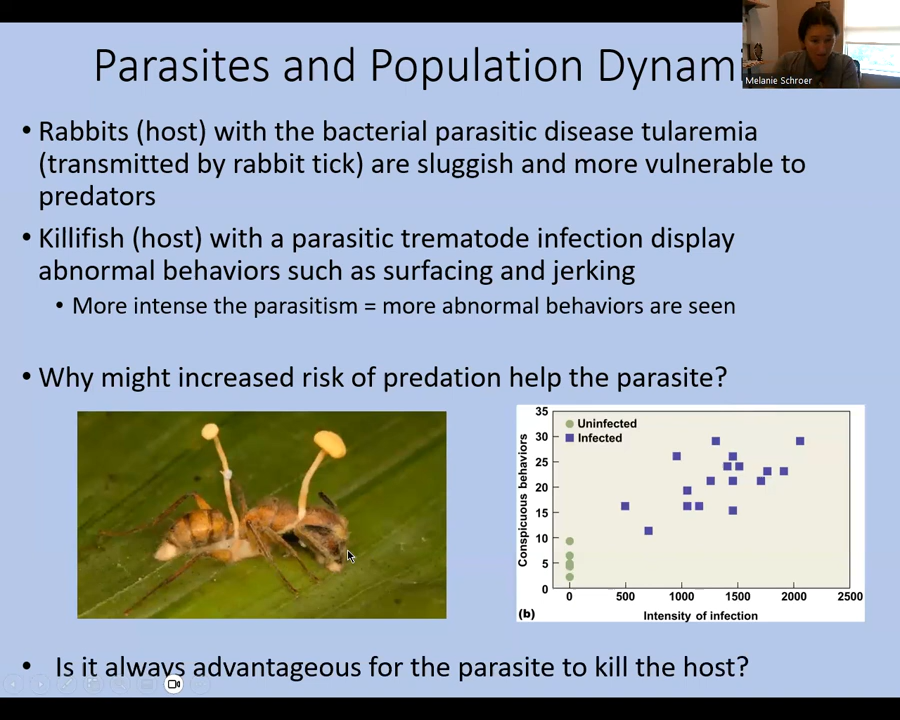 Parasites and Population Dynami
Melanie Schroer
• Rabbits (host) with the bacterial parasitic disease tularemia
(transmitted by rabbit tick) are sluggish and more vulnerable to
predators
• Killifish (host) with a parasitic trematode infection display
abnormal behaviors such as surfacing and jerking
• More intense the parasitism = more abnormal behaviors are seen
• Why might increased risk of predation help the parasite?
35
30
25
20
15
10
5
0
Conspicuous behaviors
Uninfected
Infected
0 500 1000 1500 2000 2500
(b) Intensity of infection
• Is it always advantageous for the parasite to kill the host?